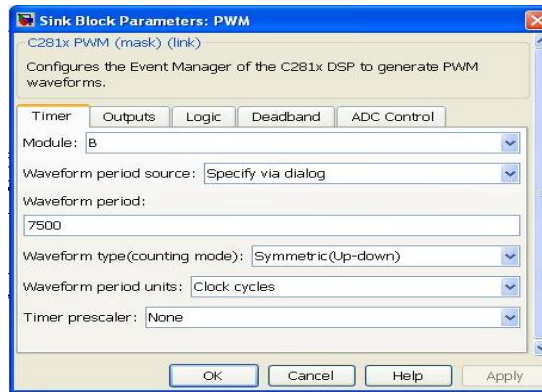 Sink Block Parameters: PWM
C281x PWM (mask) (link)
Configures the Event Manager of the C281x DSP to generate PWM
waveforms.
Timer Outputs Logic Deadband ADC Control
Module: B
Waveform period source: Specify via dialog
Waveform period:
7500
Waveform type(counting mode): Symmetric(Up-down)
Waveform period units: Clock cycles
Timer prescaler: None
OK Cancel Help Apply